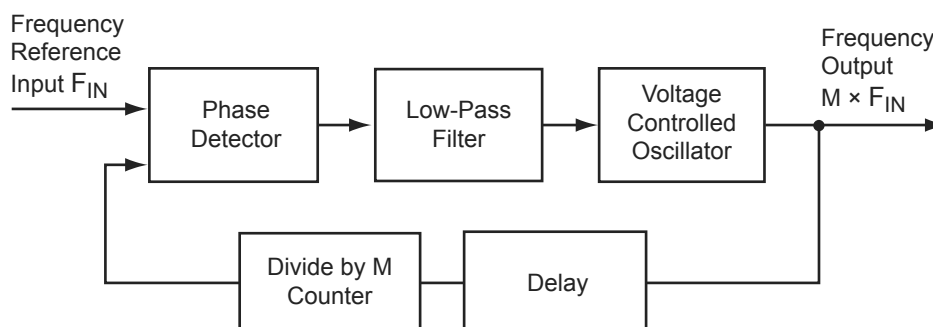 Frequency
Reference
Input F_IN
Phase
Detector
Low-Pass
Filter
Voltage
Controlled
Oscillator
Frequency
Output
M × F_IN
Divide by M
Counter
Delay